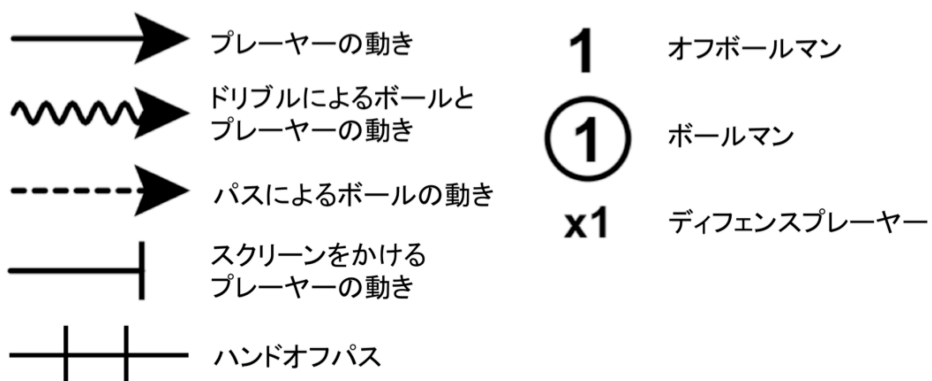 プレーヤーの動き
ドリブルによるボールと
プレーヤーの動き
パスによるボールの動き
スクリーンをかける
プレーヤーの動き
ハンドオフパス
1 オフボールマン
1 ボールマン
x1 ディフェンスプレーヤー